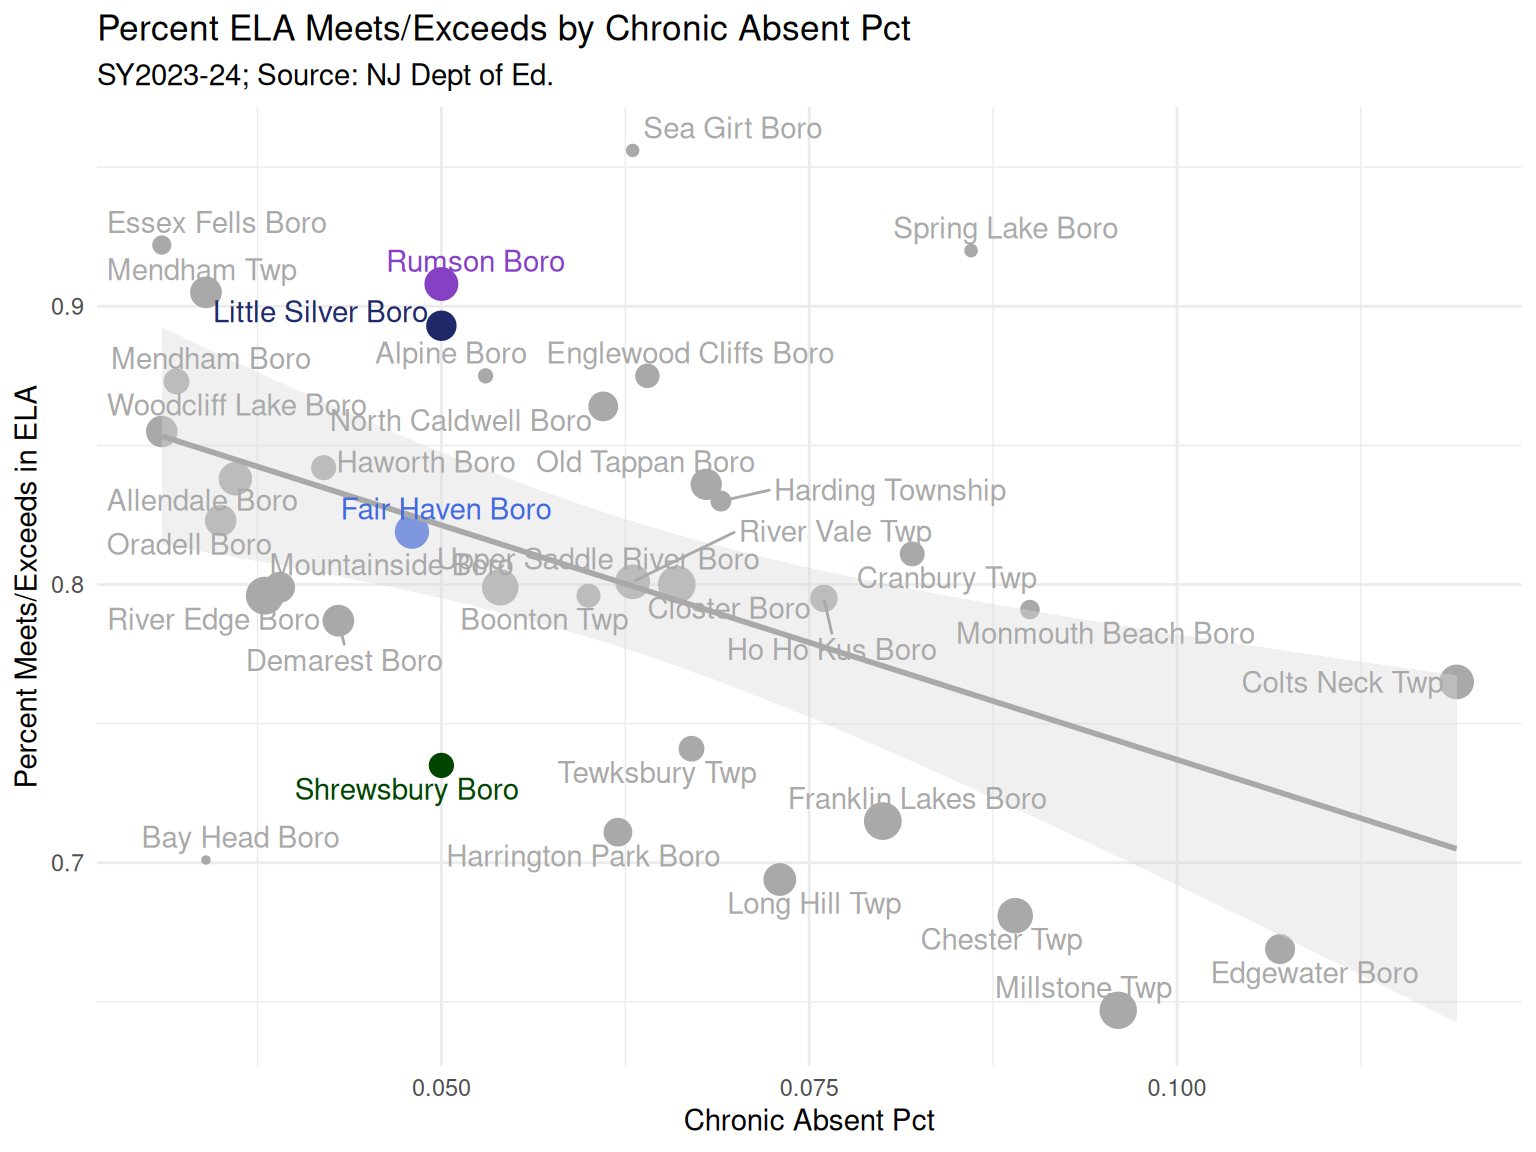 Percent ELA Meets/Exceeds by Chronic Absent Pct
SY2023-24; Source: NJ Dept of Ed.
Sea Girt Boro
Essex Fells Boro
Spring Lake Boro
Rumson Boro
Mendham Twp
0.9
Little Silver Boro
Alpine Boro
Englewood Cliffs Boro
Mendham Boro
Woodcliff Lake Boro
North Caldwell Boro
Haworth Boro
Old Tappan Boro
Harding Township
Allendale Boro
Fair Haven Boro
River Vale Twp
Oradell Boro
Mountainside Boro
Upper Saddle River Boro
Cranbury Twp
0.8
Closter Boro
River Edge Boro
Boonton Twp
Monmouth Beach Boro
Ho Ho Kus Boro
Demarest Boro
Colts Neck Twp
Tewksbury Twp
Shrewsbury Boro
Franklin Lakes Boro
Bay Head Boro
Harrington Park Boro
0.7
Long Hill Twp
Chester Twp
Edgewater Boro
Millstone Twp
0.050
0.075
0.100
Chronic Absent Pct
Percent Meets/Exceeds in ELA